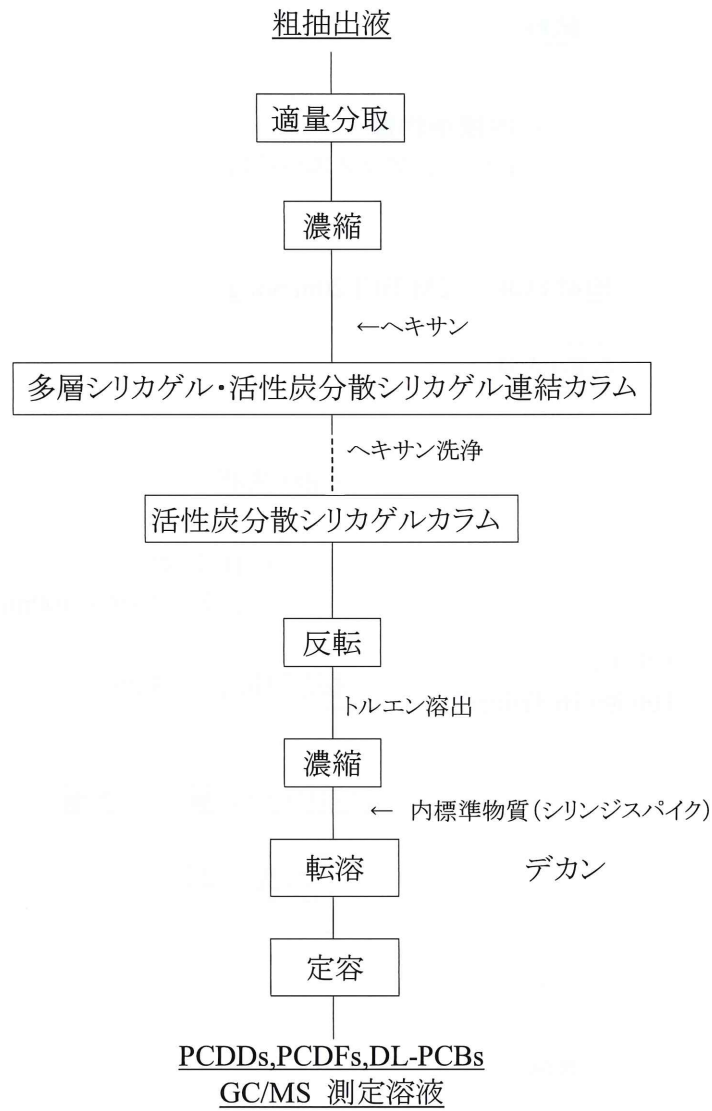 粗抽出液
適量分取
濃縮
←ヘキサン
多層シリカゲル・活性炭分散シリカゲル連結カラム
ヘキサン洗浄
活性炭分散シリカゲルカラム
反転
トルエン溶出
濃縮
← 内標準物質(シリンジスパイク)
転溶 デカン
定容
PCDDs,PCDFs,DL-PCBs
GC/MS 測定溶液